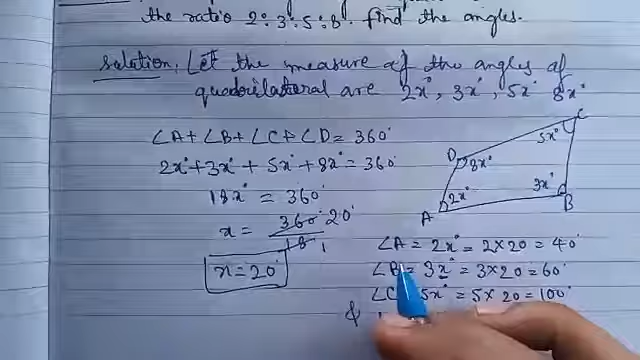 the ratio 2:3:5:8. find the angles.
Solution. Let the measure of the angles of
quadrilateral are 2x°, 3x°, 5x° 8x°
∠A+∠B+∠C+∠D=360°
2x°+3x°+5x°+8x°=360°
18x° = 360°
x = 360° 20°
18 1
x=20°
C
5x°
D 8x°
3x°
2x°
A
B
∠A = 2x° = 2×20 = 40°
∠B = 3x° = 3×20=60°
∠C 5x° = 5×20=100°
&